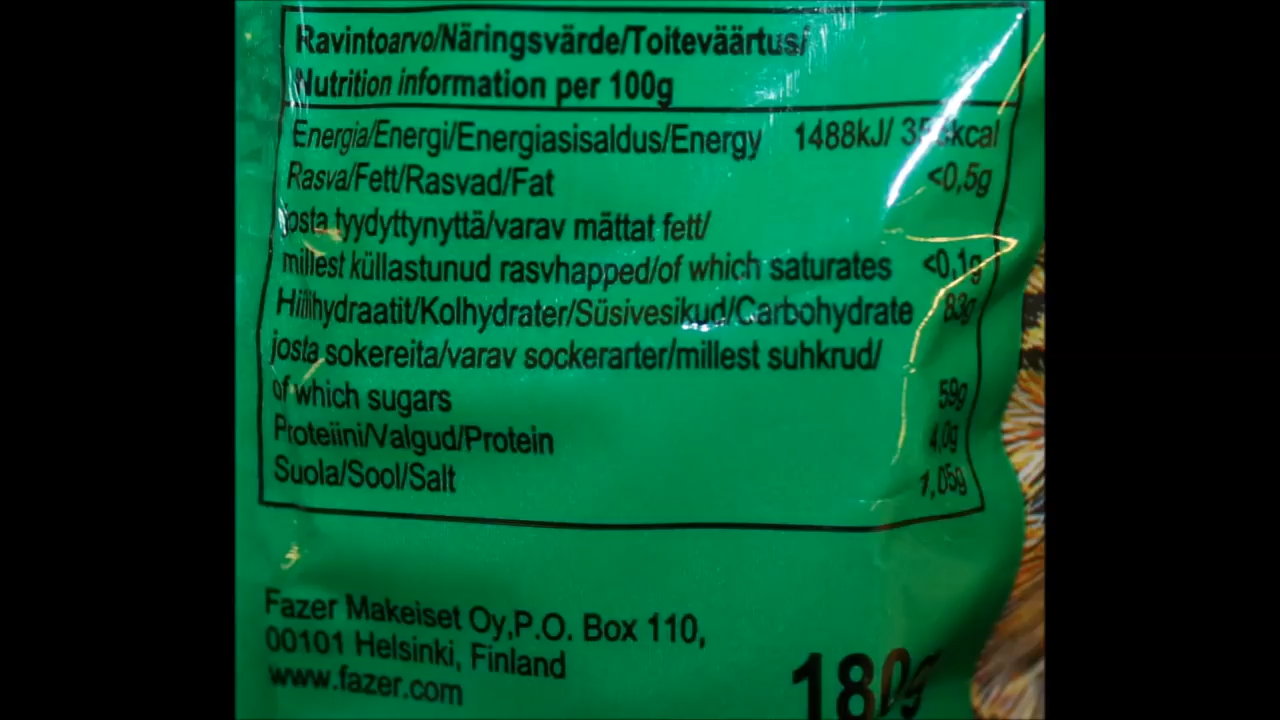 Ravintoarvo/Näringsvärde/Toiteväärtus/
Nutrition information per 100g
Energia/Energi/Energiasisaldus/Energy 1488kJ/
Rasva/Fett/Rasvad/Fat <0,5g
josta tyydyttynyttä/varav mättat fett/
millest küllastunud rasvhapped/of which saturates <0,1g
Hiilihydraatit/Kolhydrater/Süsivesikud/Carbohydrate 83g
josta sokereita/varav sockerarter/millest suhkrud/
of which sugars 59g
Proteiini/Valgud/Protein 4,0g
Suola/Sool/Salt 1,05g
Fazer Makeiset Oy,P.O. Box 110,
00101 Helsinki, Finland
www.fazer.com
180g